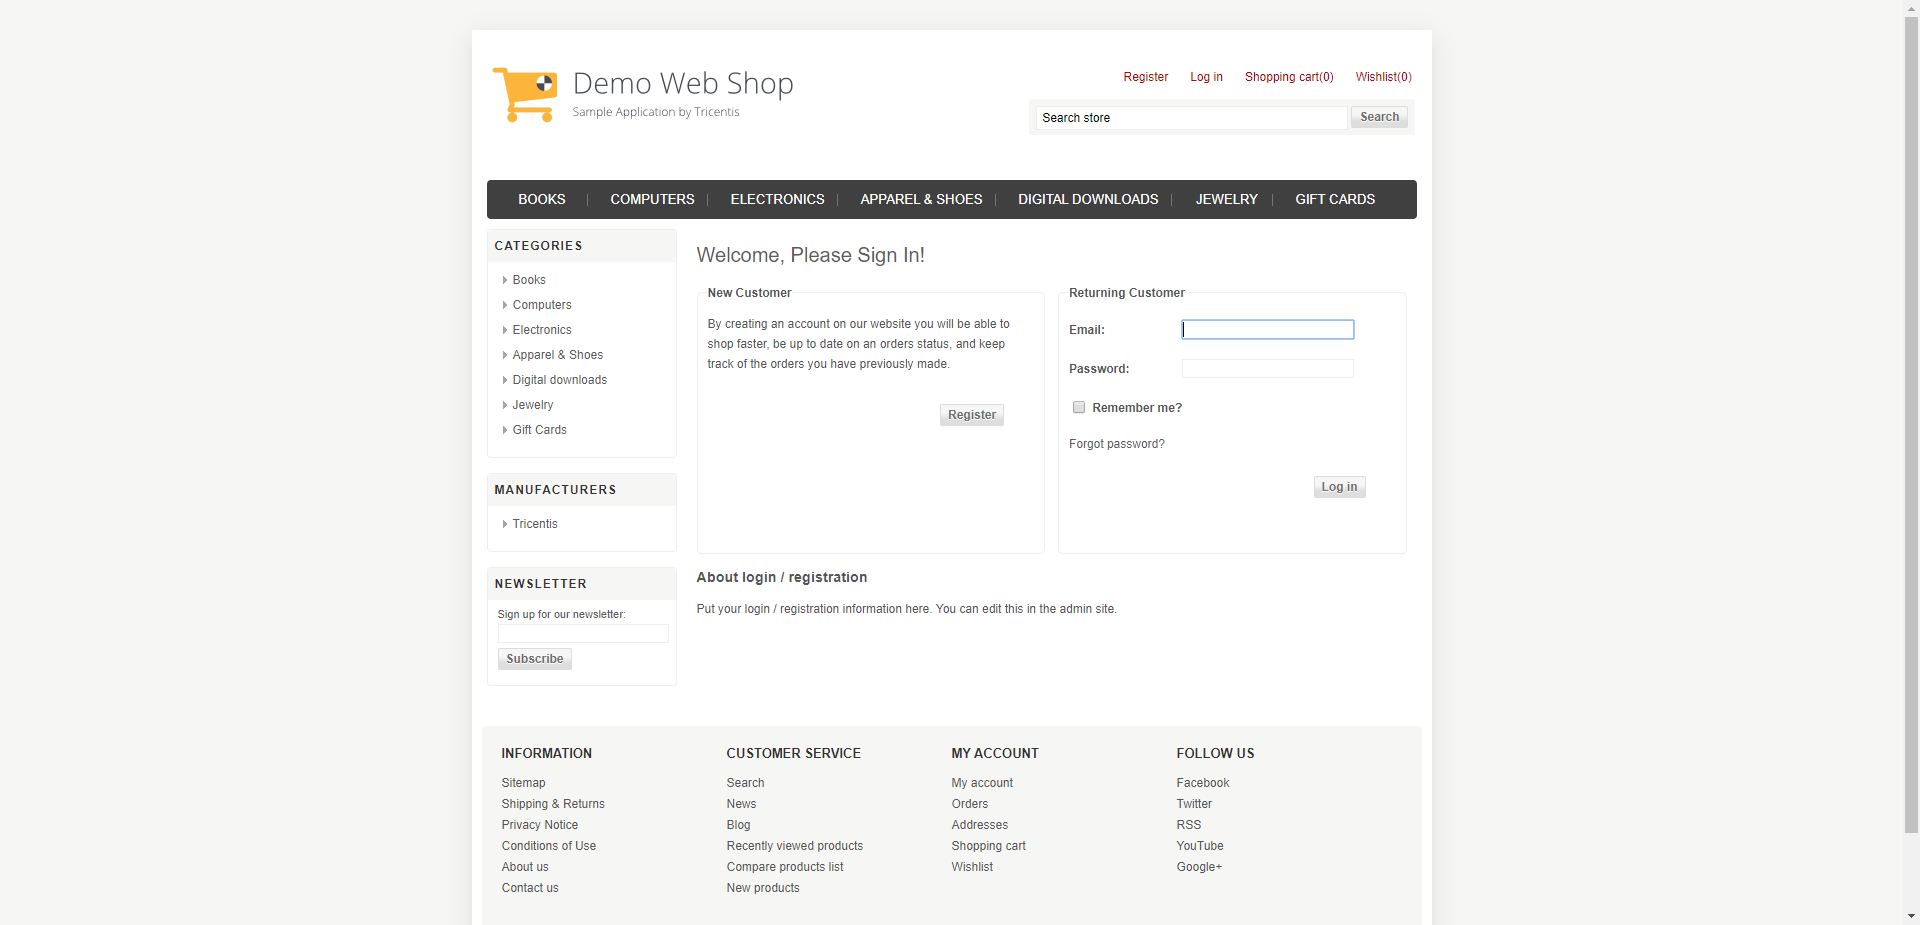 Demo Web Shop
Sample Application by Tricentis
Register Log in Shopping cart(0) Wishlist(0)
Search store Search
BOOKS COMPUTERS ELECTRONICS APPAREL & SHOES DIGITAL DOWNLOADS JEWELRY GIFT CARDS
CATEGORIES
Books
Computers
Electronics
Apparel & Shoes
Digital downloads
Jewelry
Gift Cards
MANUFACTURERS
Tricentis
NEWSLETTER
Sign up for our newsletter:
Subscribe
Welcome, Please Sign In!
New Customer
By creating an account on our website you will be able to
shop faster, be up to date on an orders status, and keep
track of the orders you have previously made.
Register
Returning Customer
Email:
Password:
Remember me?
Forgot password?
Log in
About login / registration
Put your login / registration information here. You can edit this in the admin site.
INFORMATION
Sitemap
Shipping & Returns
Privacy Notice
Conditions of Use
About us
Contact us
CUSTOMER SERVICE
Search
News
Blog
Recently viewed products
Compare products list
New products
MY ACCOUNT
My account
Orders
Addresses
Shopping cart
Wishlist
FOLLOW US
Facebook
Twitter
RSS
YouTube
Google+